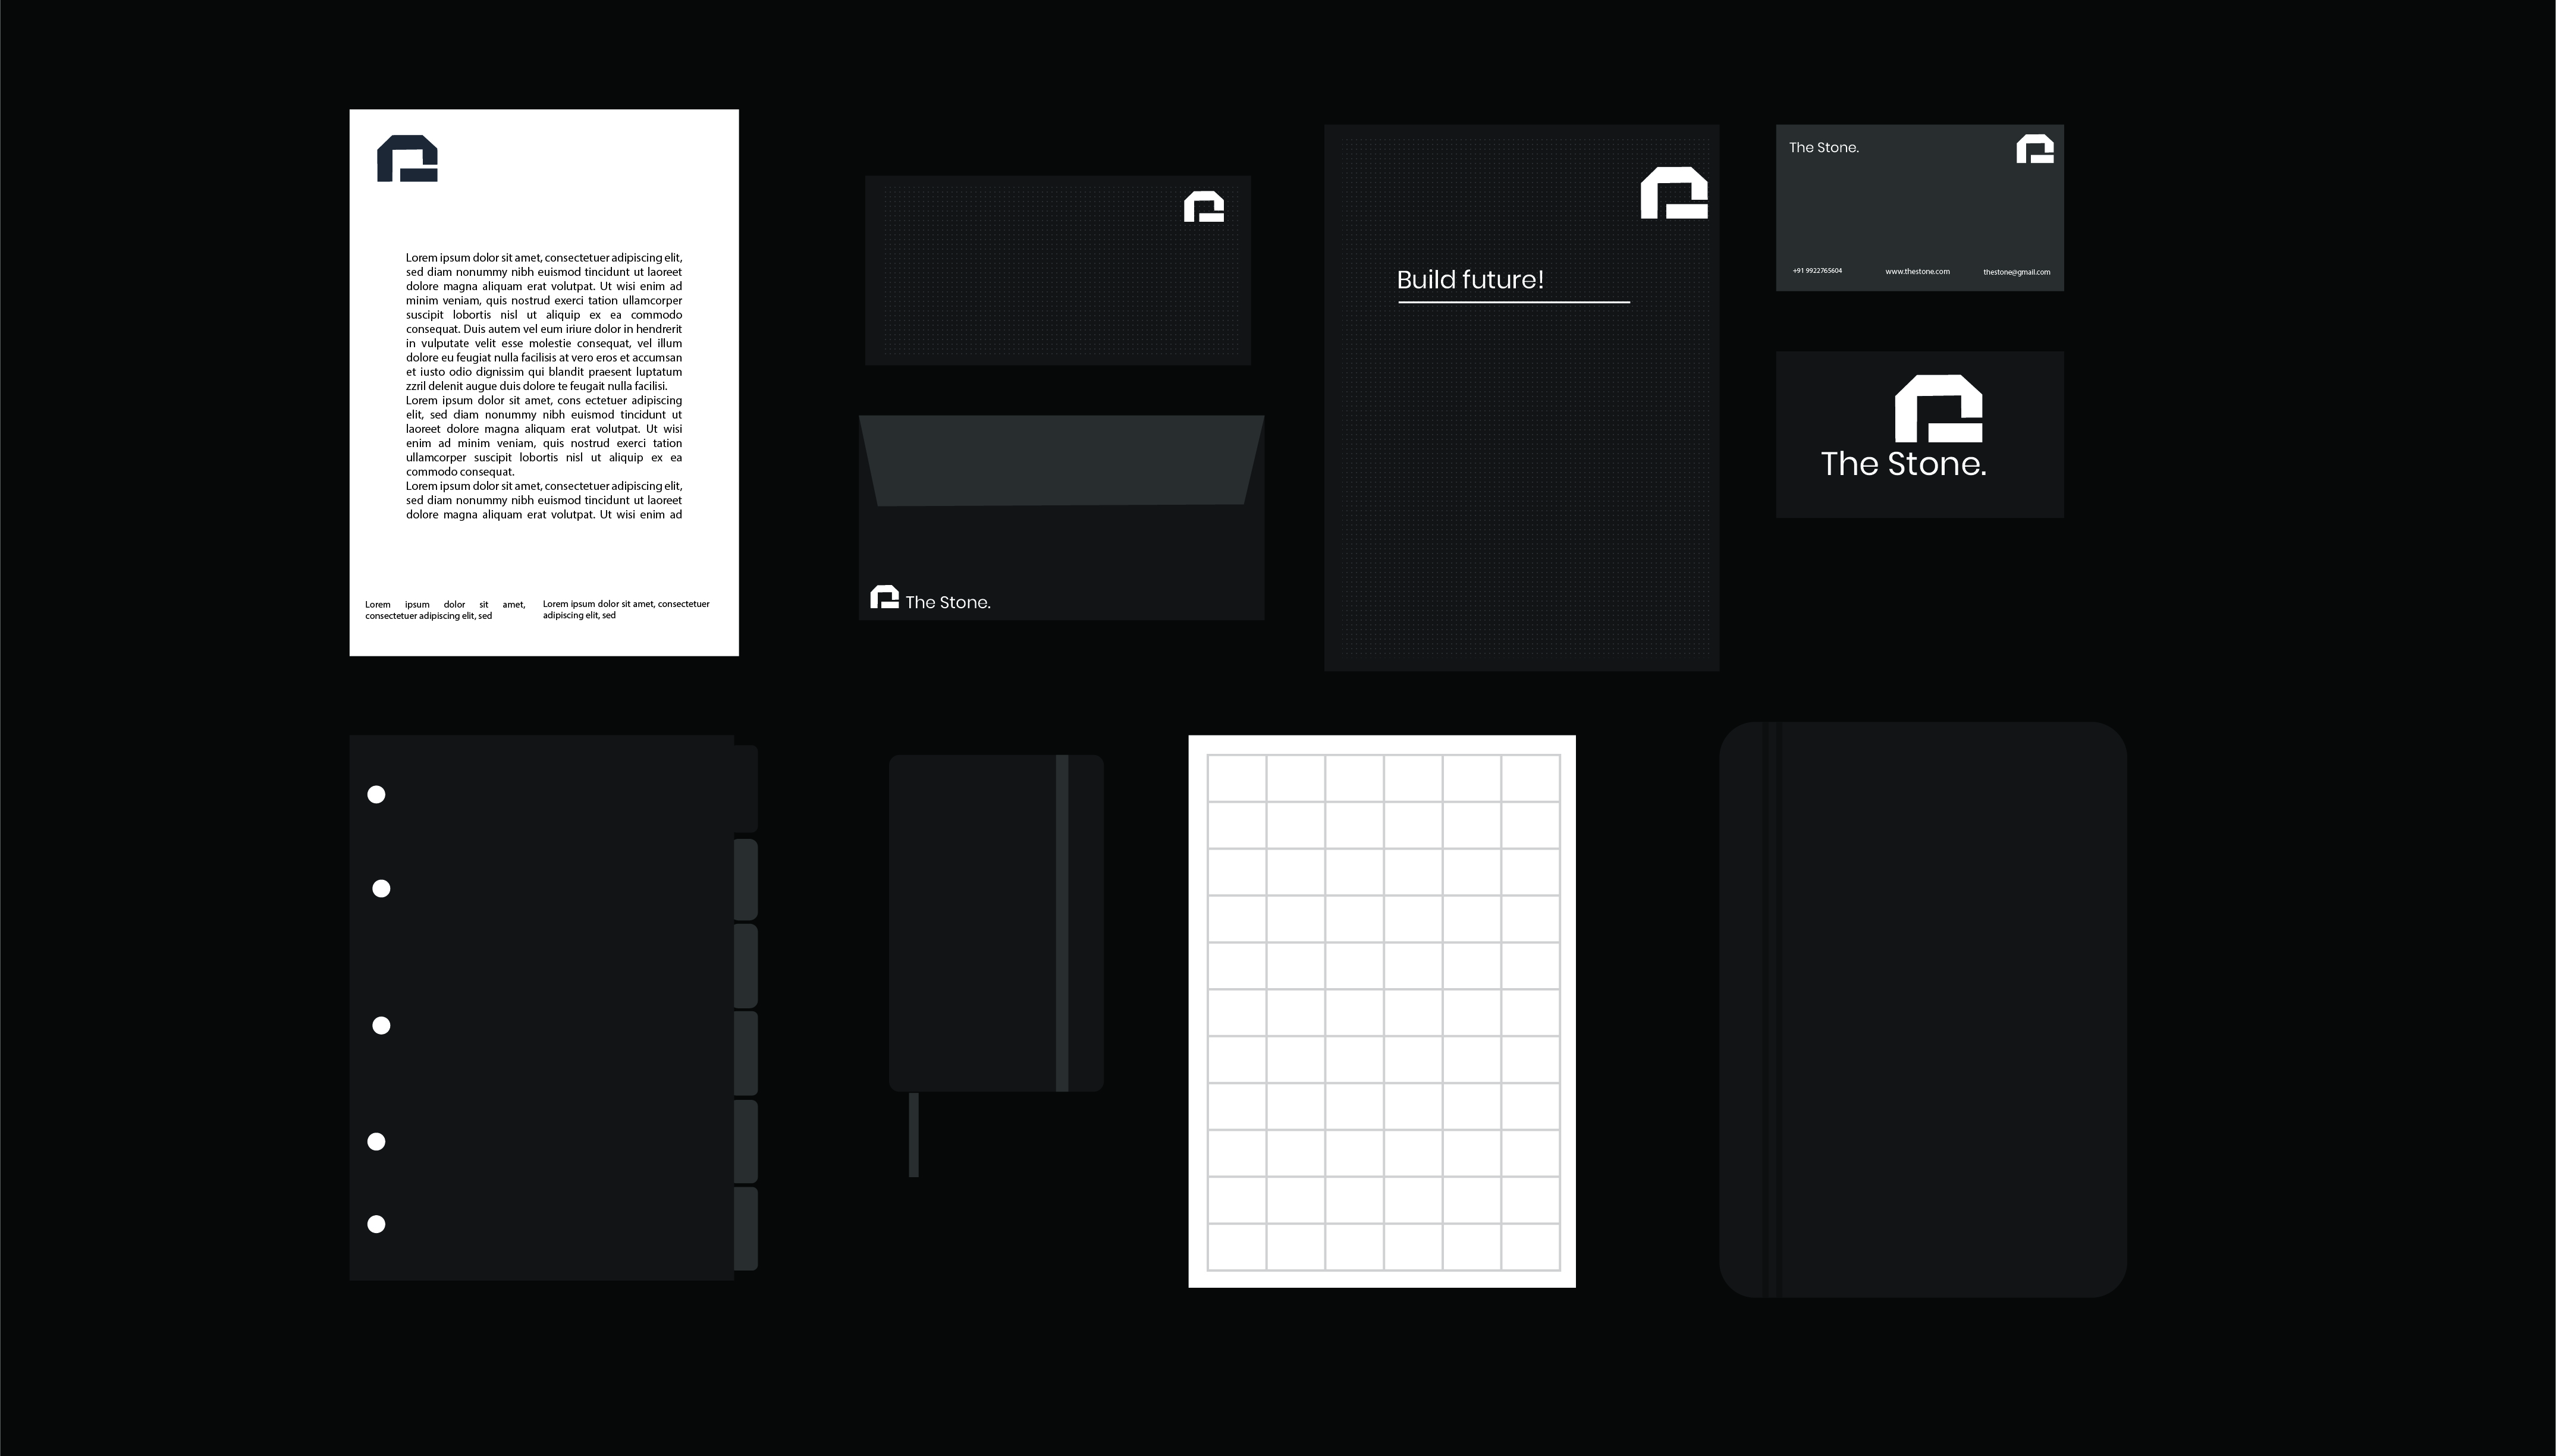 Lorem ipsum dolor sit amet, consectetuer adipiscing elit,
sed diam nonummy nibh euismod tincidunt ut laoreet
dolore magna aliquam erat volutpat. Ut wisi enim ad
minim veniam, quis nostrud exerci tation ullamcorper
suscipit lobortis nisl ut aliquip ex ea commodo
consequat. Duis autem vel eum iriure dolor in hendrerit
in vulputate velit esse molestie consequat, vel illum
dolore eu feugiat nulla facilisis at vero eros et accumsan
et iusto odio dignissim qui blandit praesent luptatum
zzril delenit augue duis dolore te feugait nulla facilisi.
Lorem ipsum dolor sit amet, cons ectetuer adipiscing
elit, sed diam nonummy nibh euismod tincidunt ut
laoreet dolore magna aliquam erat volutpat. Ut wisi
enim ad minim veniam, quis nostrud exerci tation
ullamcorper suscipit lobortis nisl ut aliquip ex ea
commodo consequat.
Lorem ipsum dolor sit amet, consectetuer adipiscing elit,
sed diam nonummy nibh euismod tincidunt ut laoreet
dolore magna aliquam erat volutpat. Ut wisi enim ad
Lorem ipsum dolor sit amet,
consectetuer adipiscing elit, sed
Lorem ipsum dolor sit amet, consectetuer
adipiscing elit, sed
The Stone.
Build future!
The Stone.
+91 9922765604
www.thestone.com
thestone@gmail.com
The Stone.